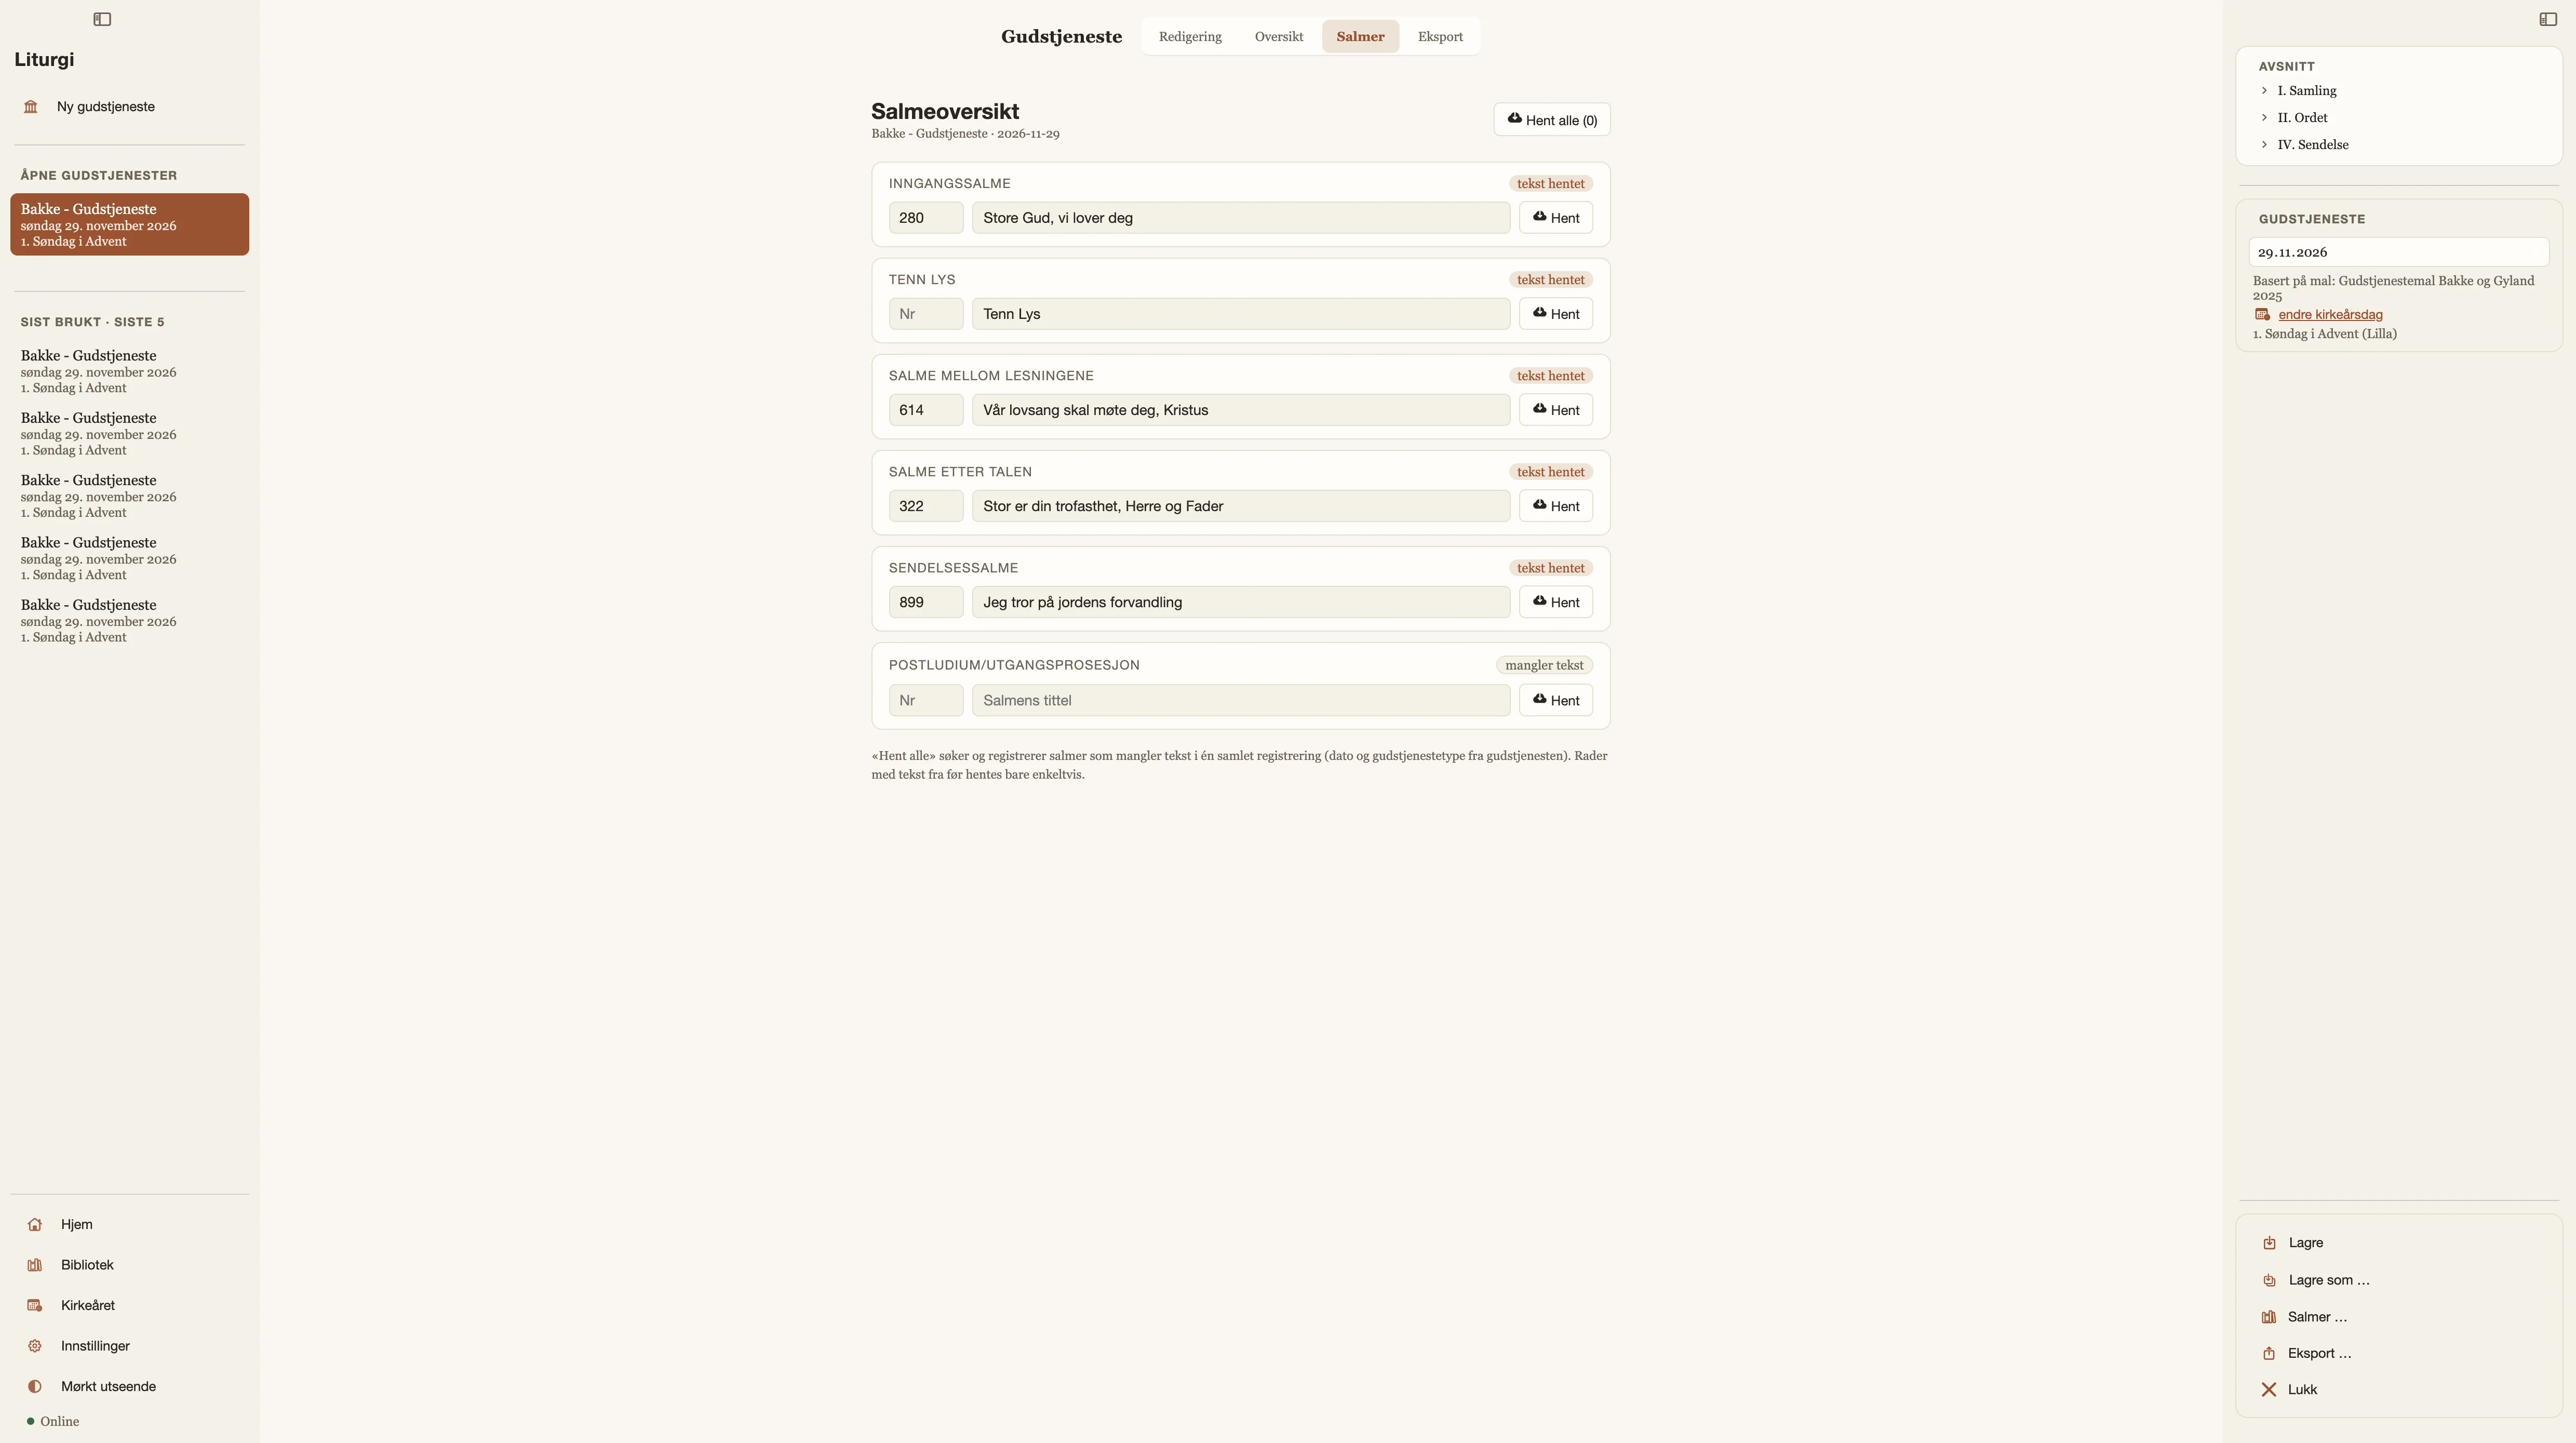 Liturgi
Ny gudstjeneste
ÅPNE GUDSTJENESTER
Bakke - Gudstjeneste
søndag 29. november 2026
1. Søndag i Advent
SIST BRUKT · SISTE 5
Bakke - Gudstjeneste
søndag 29. november 2026
1. Søndag i Advent
Bakke - Gudstjeneste
søndag 29. november 2026
1. Søndag i Advent
Bakke - Gudstjeneste
søndag 29. november 2026
1. Søndag i Advent
Bakke - Gudstjeneste
søndag 29. november 2026
1. Søndag i Advent
Bakke - Gudstjeneste
søndag 29. november 2026
1. Søndag i Advent
Hjem
Bibliotek
Kirkeåret
Innstillinger
Mørkt utseende
Online
Gudstjeneste Redigering Oversikt Salmer Eksport
Salmeoversikt
Bakke - Gudstjeneste · 2026-11-29
Hent alle (0)
INNGANGSSALME tekst hentet
280 Store Gud, vi lover deg Hent
TENN LYS tekst hentet
Nr Tenn Lys Hent
SALME MELLOM LESNINGENE tekst hentet
614 Vår lovsang skal møte deg, Kristus Hent
SALME ETTER TALEN tekst hentet
322 Stor er din trofasthet, Herre og Fader Hent
SENDELSESSALME tekst hentet
899 Jeg tror på jordens forvandling Hent
POSTLUDIUM/UTGANGSPROSESJON mangler tekst
Nr Salmens tittel Hent
«Hent alle» søker og registrerer salmer som mangler tekst i én samlet registrering (dato og gudstjenestetype fra gudstjenesten). Rader
med tekst fra før hentes bare enkeltvis.
AVSNITT
I. Samling
II. Ordet
IV. Sendelse
GUDSTJENESTE
29.11.2026
Basert på mal: Gudstjenestemal Bakke og Gyland
2025
endre kirkeårsdag
1. Søndag i Advent (Lilla)
Lagre
Lagre som …
Salmer …
Eksport …
Lukk